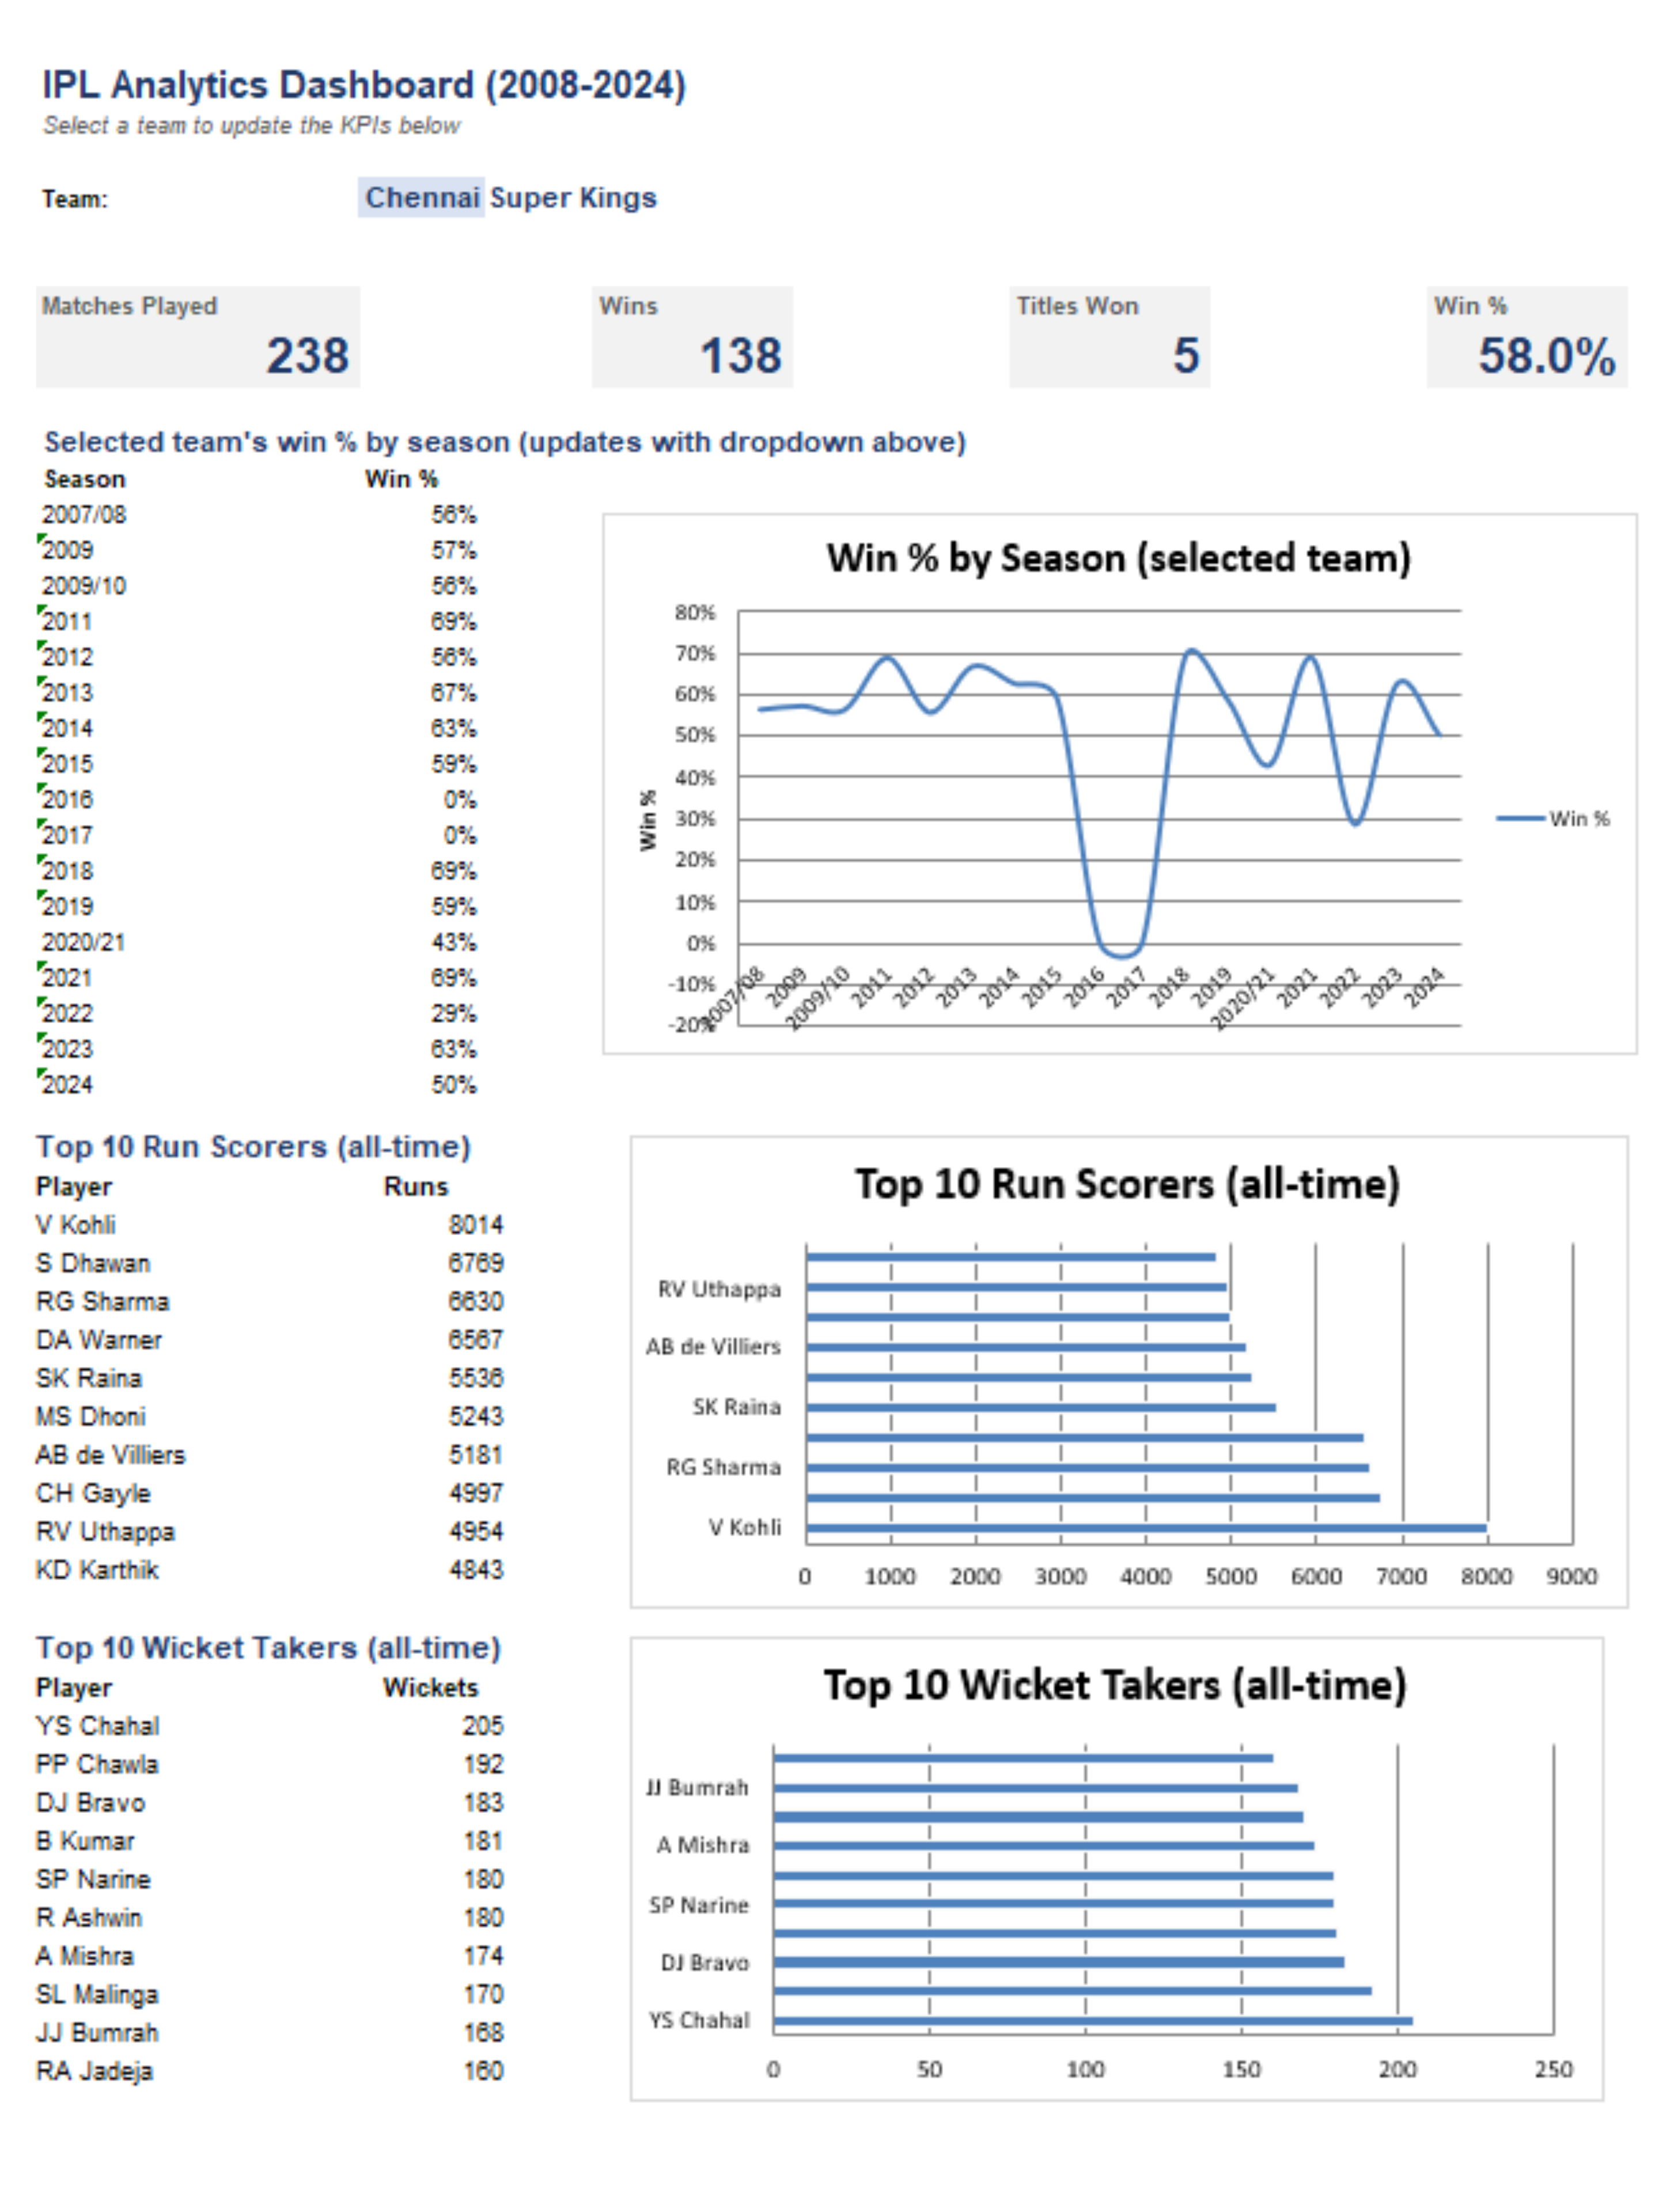 IPL Analytics Dashboard (2008-2024)
Select a team to update the KPIs below
Team: Chennai Super Kings
Matches Played Wins Titles Won Win %
238 138 5 58.0%
Selected team's win % by season (updates with dropdown above)
Season Win %
2007/08 56%
2009 57%
2009/10 56%
2011 69%
2012 56%
2013 67%
2014 63%
2015 59%
2016 0%
2017 0%
2018 69%
2019 59%
2020/21 43%
2021 69%
2022 29%
2023 63%
2024 50%
Win % by Season (selected team)
80%
70%
60%
50%
40%
30%
20%
10%
0%
-10%
-20%
Win %
2007/08 2009 2009/10 2011 2012 2013 2014 2015 2016 2017 2018 2019 2020/21 2021 2022 2023 2024
Win %
Top 10 Run Scorers (all-time)
Player Runs
V Kohli 8014
S Dhawan 6769
RG Sharma 6630
DA Warner 6567
SK Raina 5536
MS Dhoni 5243
AB de Villiers 5181
CH Gayle 4997
RV Uthappa 4954
KD Karthik 4843
Top 10 Run Scorers (all-time)
RV Uthappa
AB de Villiers
SK Raina
RG Sharma
V Kohli
0 1000 2000 3000 4000 5000 6000 7000 8000 9000
Top 10 Wicket Takers (all-time)
Player Wickets
YS Chahal 205
PP Chawla 192
DJ Bravo 183
B Kumar 181
SP Narine 180
R Ashwin 180
A Mishra 174
SL Malinga 170
JJ Bumrah 168
RA Jadeja 160
Top 10 Wicket Takers (all-time)
JJ Bumrah
A Mishra
SP Narine
DJ Bravo
YS Chahal
0 50 100 150 200 250